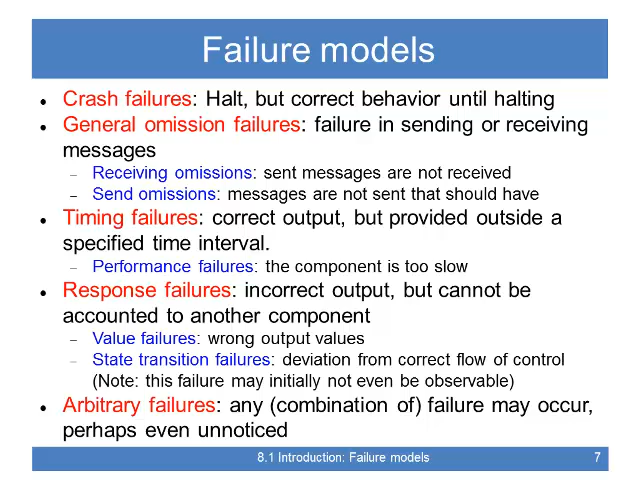 Failure models
• Crash failures: Halt, but correct behavior until halting
• General omission failures: failure in sending or receiving
messages
– Receiving omissions: sent messages are not received
– Send omissions: messages are not sent that should have
• Timing failures: correct output, but provided outside a
specified time interval.
– Performance failures: the component is too slow
• Response failures: incorrect output, but cannot be
accounted to another component
– Value failures: wrong output values
– State transition failures: deviation from correct flow of control
(Note: this failure may initially not even be observable)
• Arbitrary failures: any (combination of) failure may occur,
perhaps even unnoticed
8.1 Introduction: Failure models 7